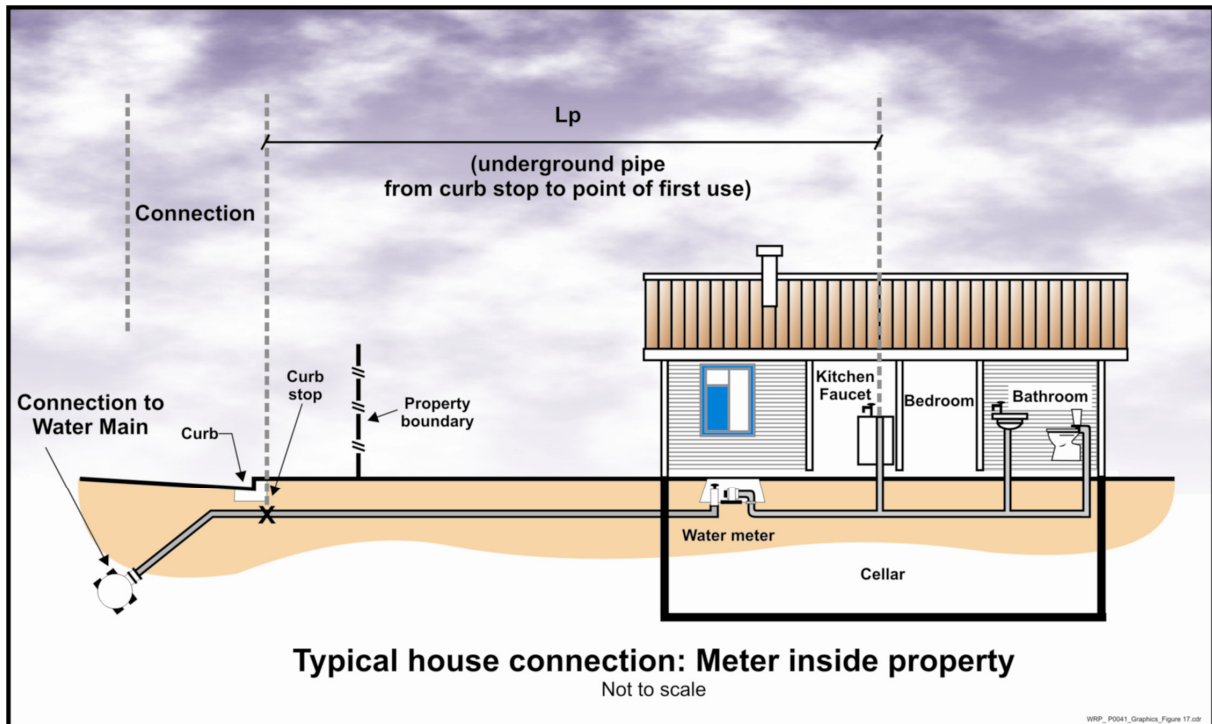 Lp
(underground pipe
from curb stop to point of first use)
Connection
Connection to
Water Main
Curb
Curb
stop
Property
boundary
Kitchen
Faucet
Bedroom
Bathroom
X
Water meter
Cellar
Typical house connection: Meter inside property
Not to scale
WRP_ P0041_Graphics_Figure 17.cdr